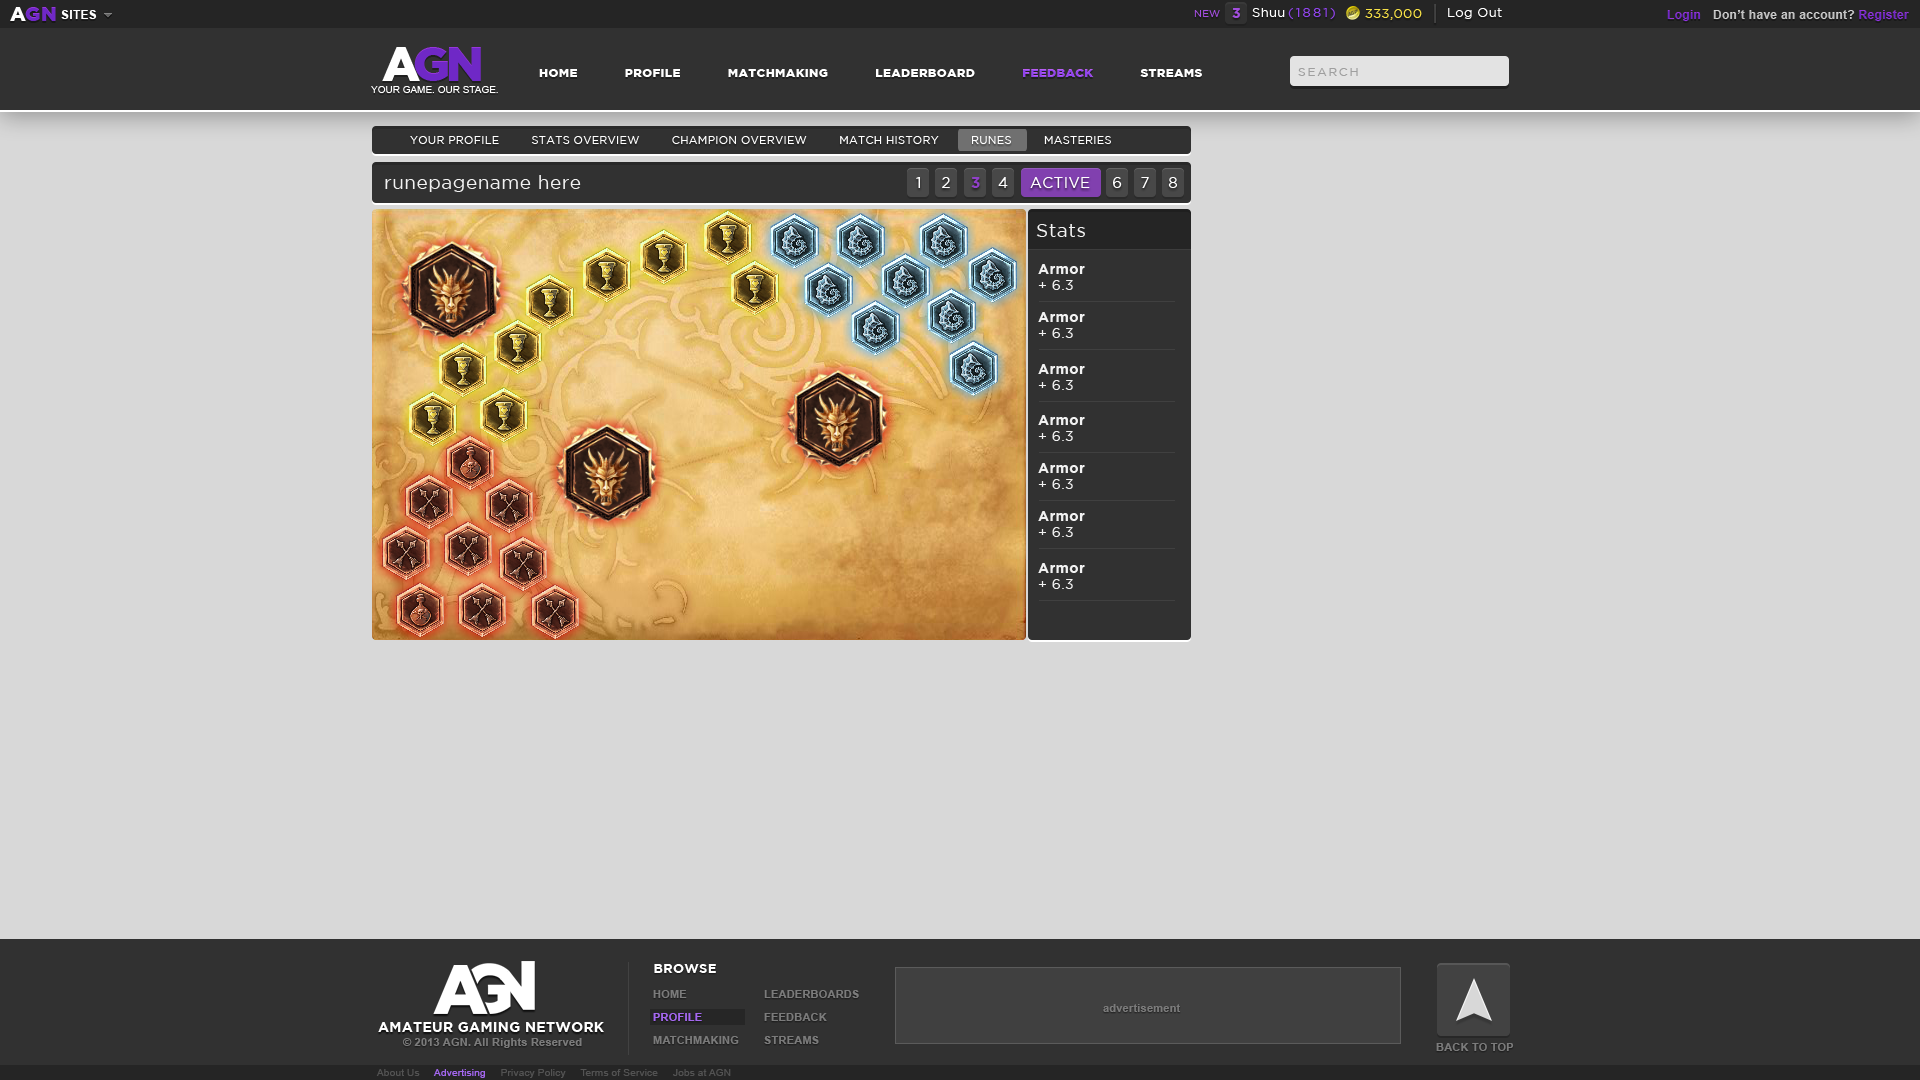 AGN SITES
NEW 3 Shuu (1881) 333,000 Log Out
Login Don't have an account? Register
AGN
YOUR GAME. OUR STAGE.
HOME PROFILE MATCHMAKING LEADERBOARD FEEDBACK STREAMS
SEARCH
YOUR PROFILE STATS OVERVIEW CHAMPION OVERVIEW MATCH HISTORY RUNES MASTERIES
runepagename here
1 2 3 4 ACTIVE 6 7 8
Stats
Armor
+ 6.3
Armor
+ 6.3
Armor
+ 6.3
Armor
+ 6.3
Armor
+ 6.3
Armor
+ 6.3
Armor
+ 6.3
AGN
AMATEUR GAMING NETWORK
© 2013 AGN. All Rights Reserved
BROWSE
HOME LEADERBOARDS
PROFILE FEEDBACK
MATCHMAKING STREAMS
advertisement
BACK TO TOP
About Us Advertising Privacy Policy Terms of Service Jobs at AGN